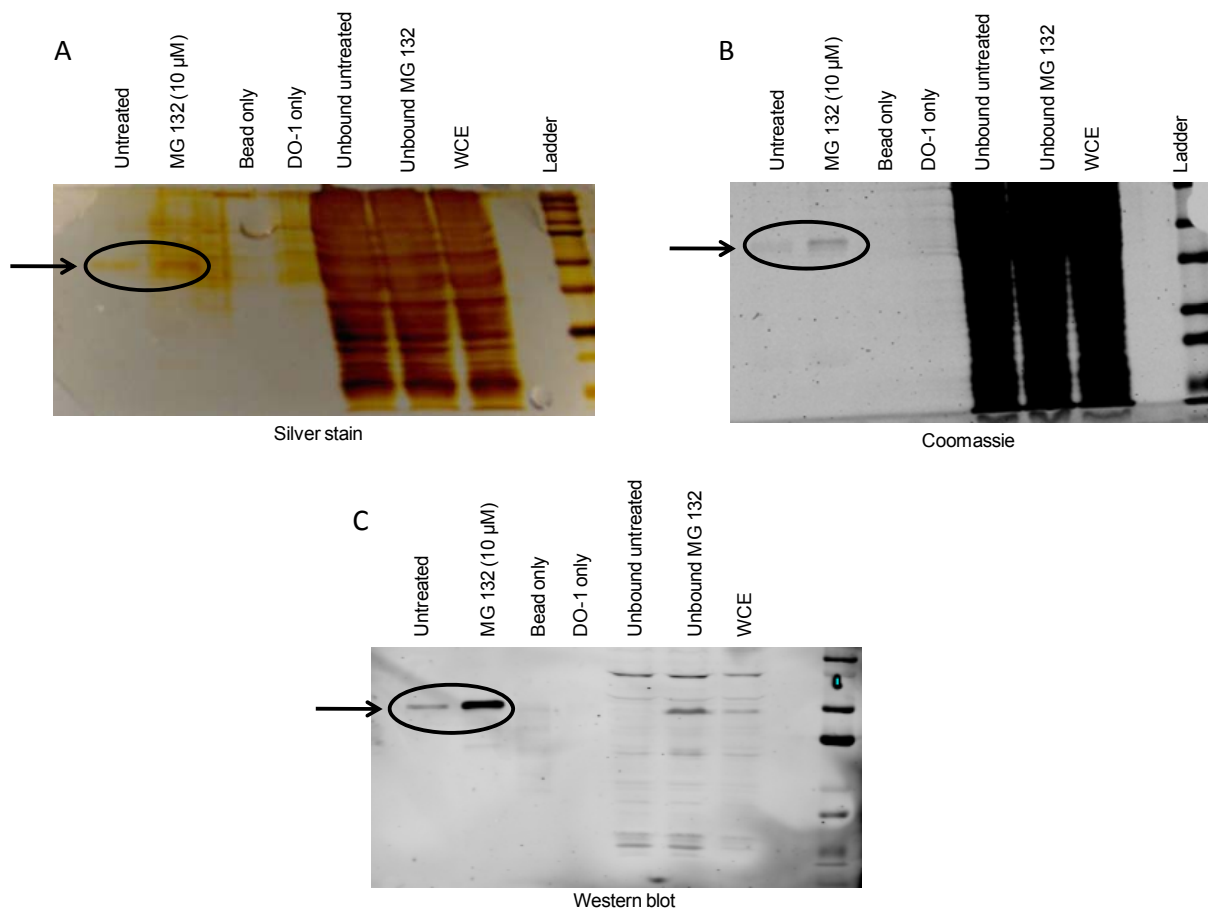 A
Untreated
MG 132 (10 µM)
Bead only
DO-1 only
Unbound untreated
Unbound MG 132
WCE
Ladder
Silver stain
B
Untreated
MG 132 (10 µM)
Bead only
DO-1 only
Unbound untreated
Unbound MG 132
WCE
Ladder
Coomassie
C
Untreated
MG 132 (10 µM)
Bead only
DO-1 only
Unbound untreated
Unbound MG 132
WCE
Western blot